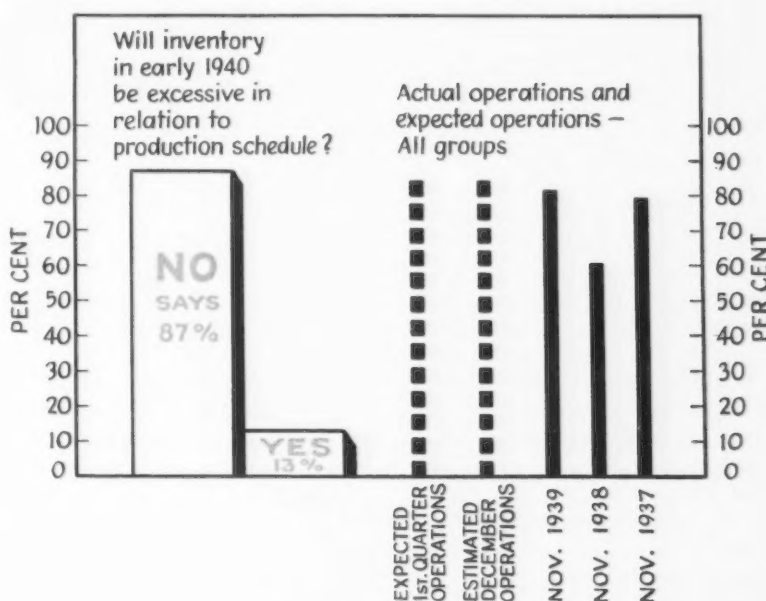 Will inventory
in early 1940
be excessive in
relation to
production schedule?
Actual operations and
expected operations —
All groups
PER CENT
100
90
80
70
60
50
40
30
20
10
0
NO
SAYS
87%
YES
13%
100
90
80
70
60
50
40
30
20
10
0
PER CENT
EXPECTED
1st. QUARTER
OPERATIONS
ESTIMATED
DECEMBER
OPERATIONS
NOV. 1939
NOV. 1938
NOV. 1937